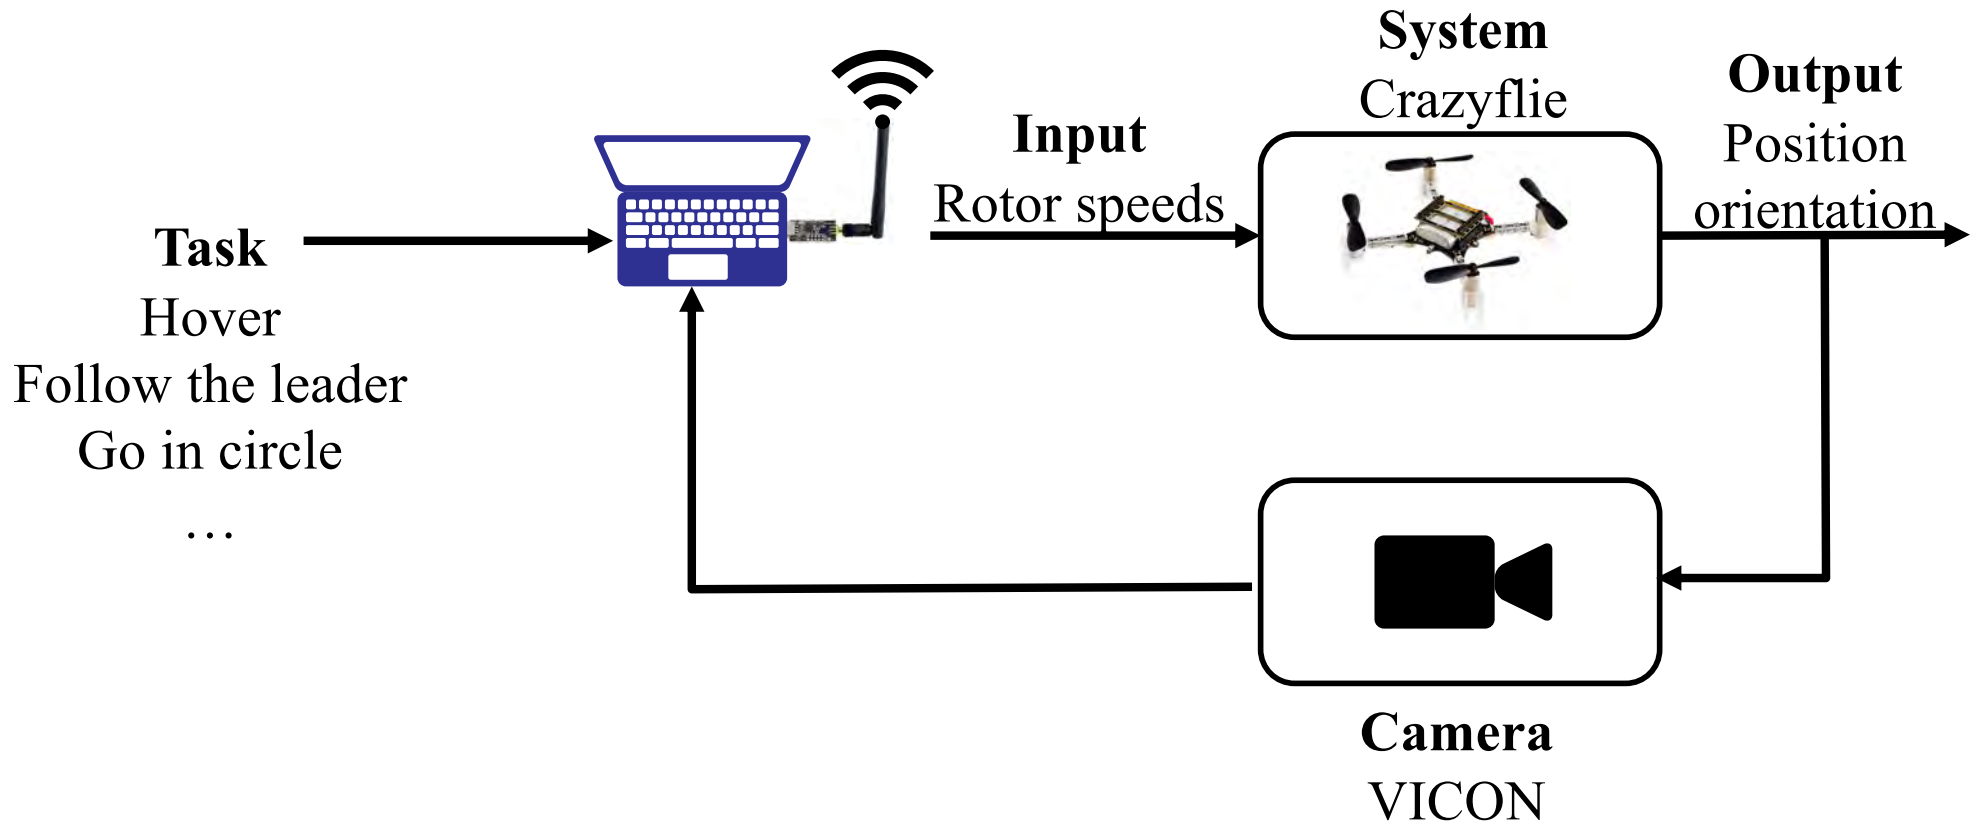 Task
Hover
Follow the leader
Go in circle
…
Input
Rotor speeds
System
Crazyflie
Output
Position
orientation
Camera
VICON